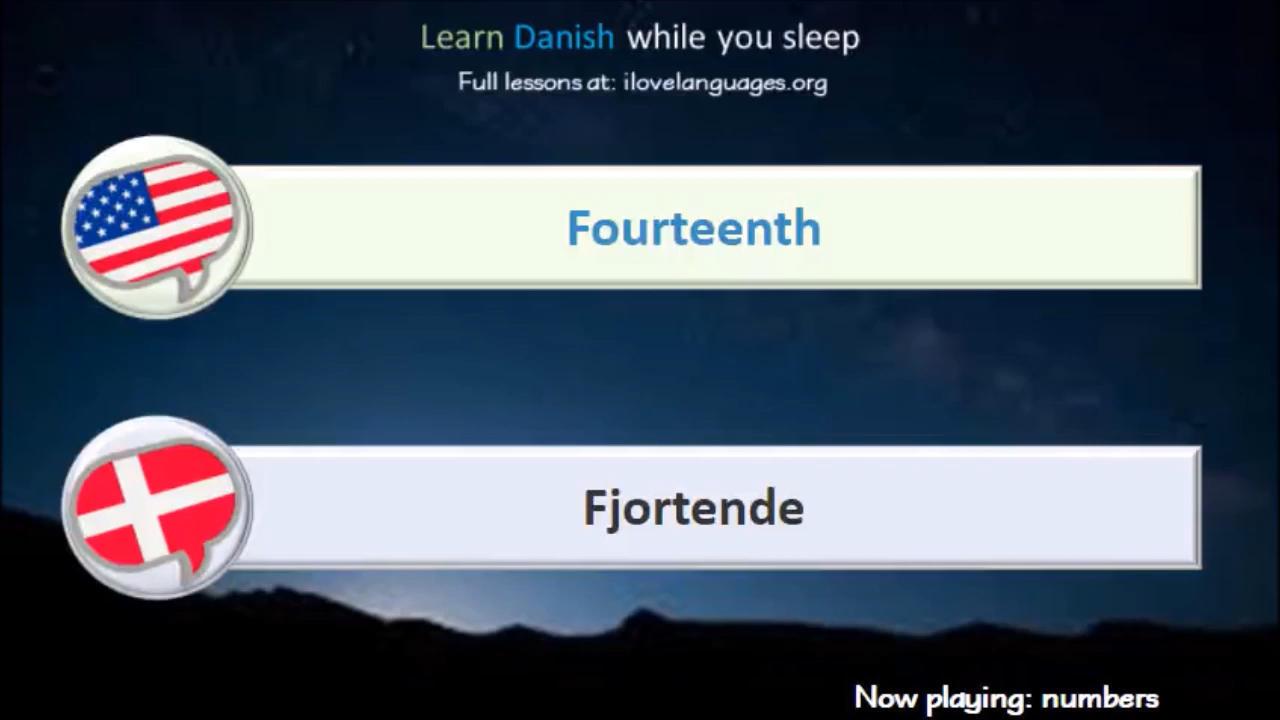 Learn Danish while you sleep
Full lessons at: ilovelanguages.org
Fourteenth
Fjortende
Now playing: numbers